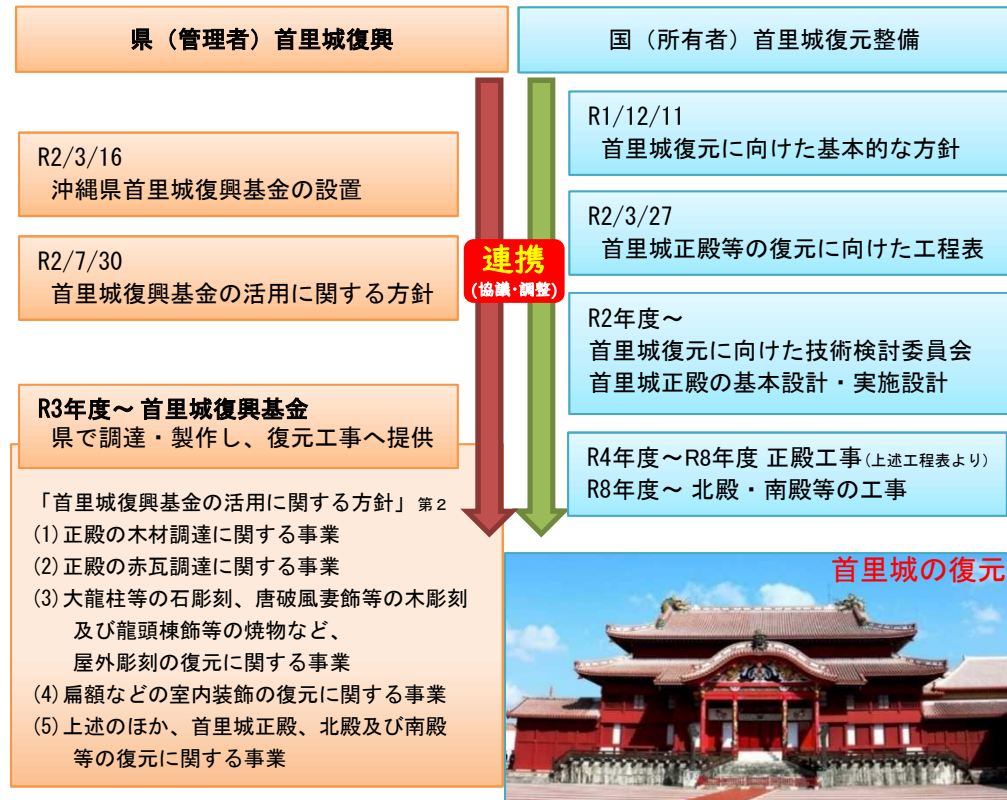 県（管理者）首里城復興
国（所有者）首里城復元整備
R2/3/16
沖縄県首里城復興基金の設置
R2/7/30
首里城復興基金の活用に関する方針
R3年度～ 首里城復興基金
県で調達・製作し、復元工事へ提供
「首里城復興基金の活用に関する方針」第2
(1)正殿の木材調達に関する事業
(2)正殿の赤瓦調達に関する事業
(3)大龍柱等の石彫刻、唐破風妻飾等の木彫刻
及び龍頭棟飾等の焼物など、
屋外彫刻の復元に関する事業
(4)扁額などの室内装飾の復元に関する事業
(5)上述のほか、首里城正殿、北殿及び南殿
等の復元に関する事業
連携
(協議・調整)
R1/12/11
首里城復元に向けた基本的な方針
R2/3/27
首里城正殿等の復元に向けた工程表
R2年度～
首里城復元に向けた技術検討委員会
首里城正殿の基本設計・実施設計
R4年度～R8年度 正殿工事(上述工程表より)
R8年度～ 北殿・南殿等の工事
首里城の復元